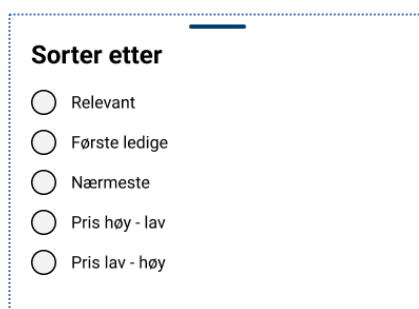 Sorter etter
Relevant
Første ledige
Nærmeste
Pris høy - lav
Pris lav - høy